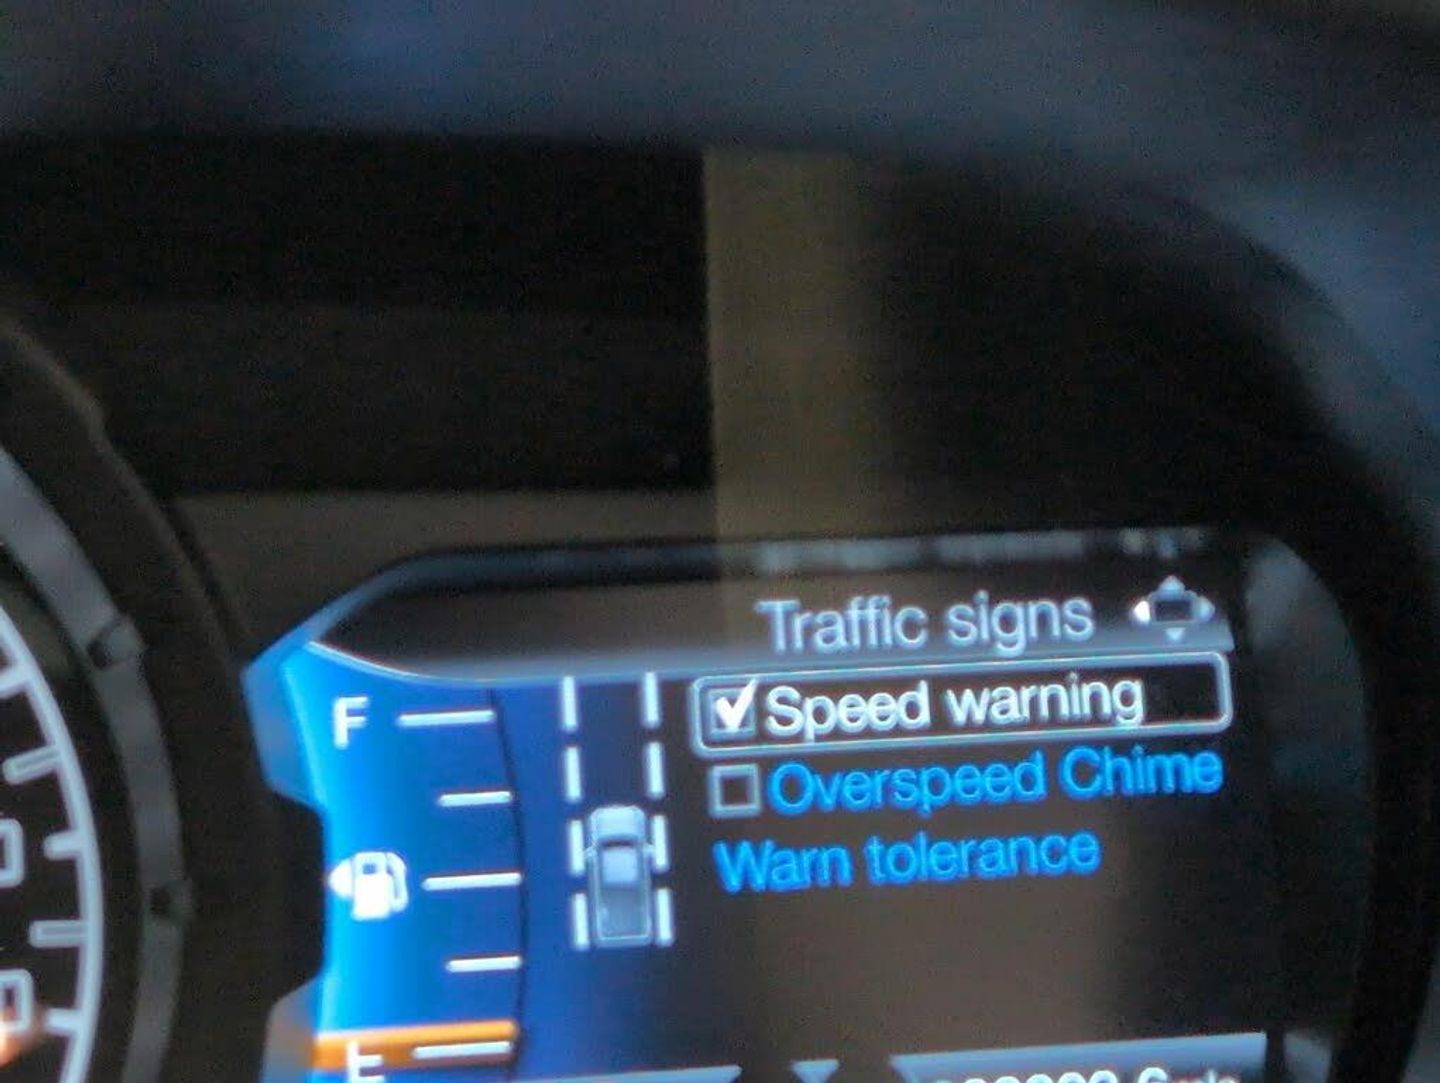 Traffic signs
Speed warning
Overspeed Chime
Warn tolerance
F
E